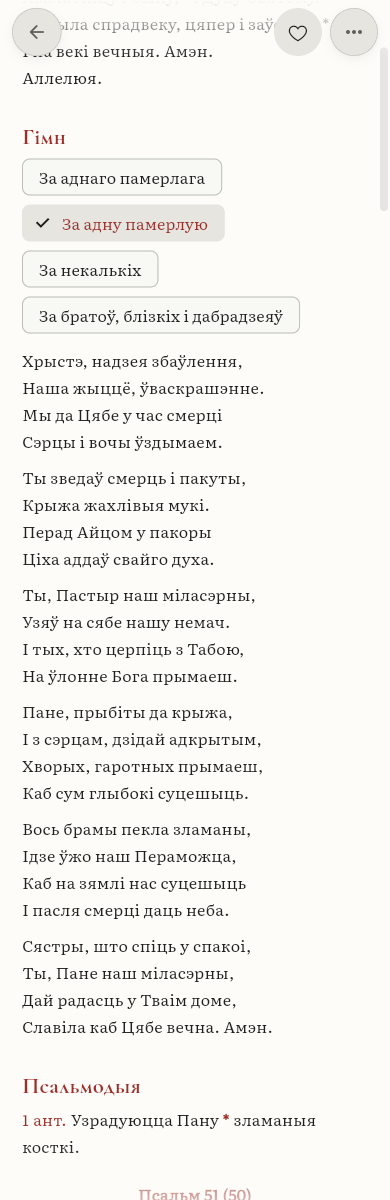 была спрадвеку, цяпер і заў
векі вечныя. Амэн.
Аллелюя.
Гімн
За аднаго памерлага
За адну памерлую
За некалькіх
За братоў, блізкіх і дабрадзеяў
Хрыстэ, надзея збаўлення,
Наша жыццё, ўваскрашэнне.
Мы да Цябе у час смерці
Сэрцы і вочы ўздымаем.
Ты зведаў смерць і пакуты,
Крыжа жахлівыя мукі.
Перад Айцом у пакоры
Ціха аддаў свайго духа.
Ты, Пастыр наш міласэрны,
Узяў на сябе нашу немач.
І тых, хто церпіць з Табою,
На ўлонне Бога прымаеш.
Пане, прыбіты да крыжа,
І з сэрцам, дзідай адкрытым,
Хворых, гаротных прымаеш,
Каб сум глыбокі суцешыць.
Вось брамы пекла зламаны,
Ідзе ўжо наш Пераможца,
Каб на зямлі нас суцешыць
І пасля смерці даць неба.
Сястры, што спіць у спакоі,
Ты, Пане наш міласэрны,
Дай радасць у Тваім доме,
Славіла каб Цябе вечна. Амэн.
Псальмодыя
1 ант. Узрадуюцца Пану * зламаныя
косткі.
Псальм 51 (50)